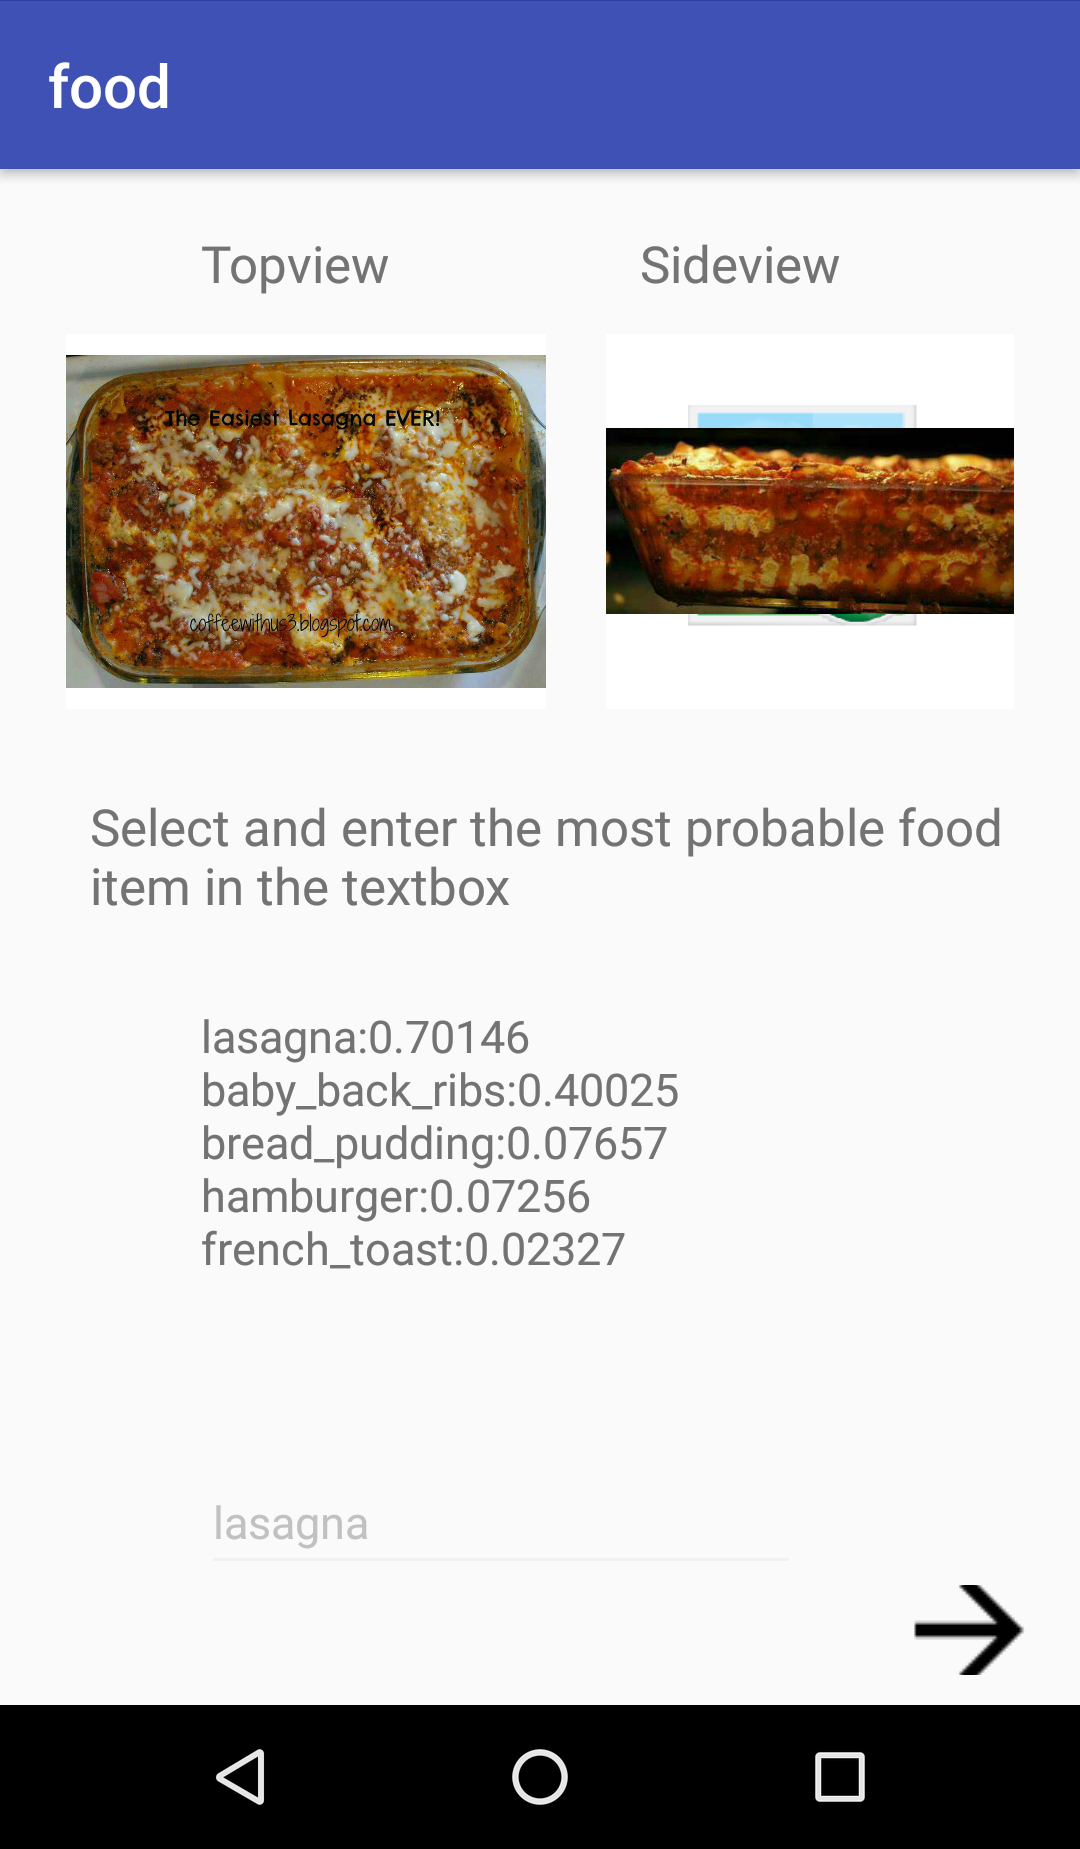 food
Topview
Sideview
The Easiest Lasagna EVER!
coffeewithus3.blogspot.com
Select and enter the most probable food
item in the textbox
lasagna:0.70146
baby_back_ribs:0.40025
bread_pudding:0.07657
hamburger:0.07256
french_toast:0.02327
lasagna